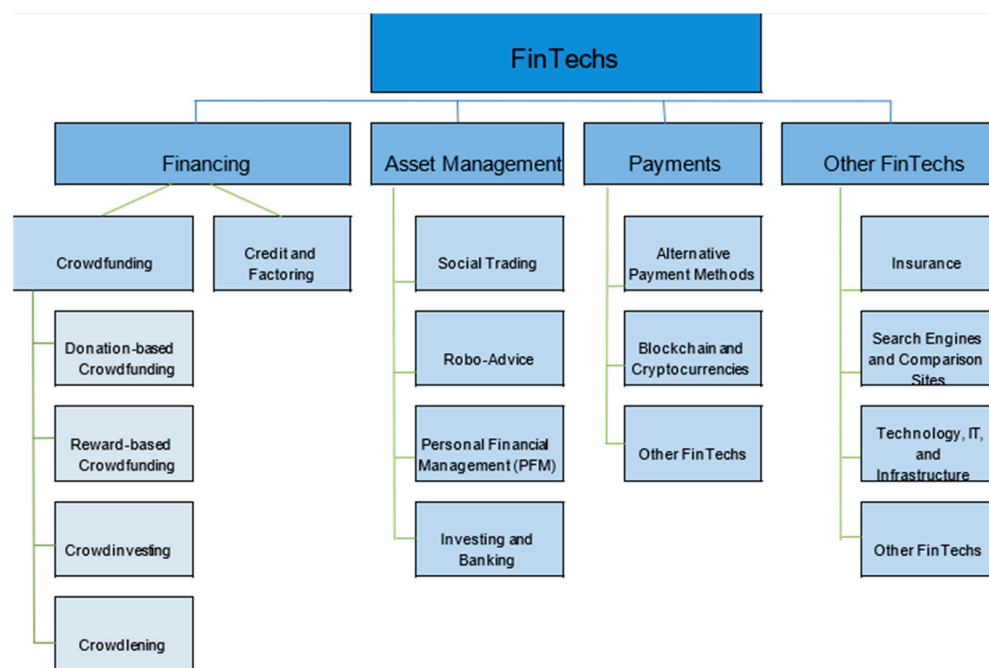 FinTechs
Financing
Asset Management
Payments
Other FinTechs
Crowdfunding
Credit and
Factoring
Social Trading
Alternative
Payment Methods
Insurance
Donation-based
Crowdfunding
Robo-Advice
Blockchain and
Cryptocurrencies
Search Engines
and Comparison
Sites
Reward-based
Crowdfunding
Personal Financial
Management (PFM)
Other FinTechs
Technology, IT,
and
Infrastructure
Crowdinvesting
Investing and
Banking
Other FinTechs
Crowdlening